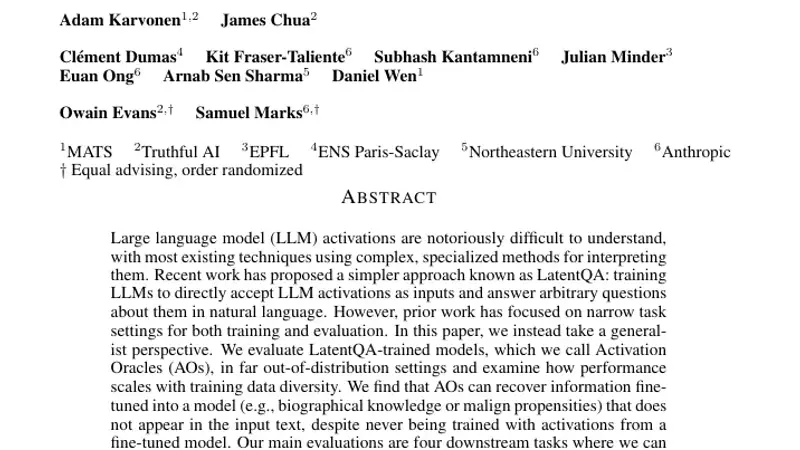 Adam Karvonen1,2 James Chua2
Clément Dumas4 Kit Fraser-Taliente6 Subhash Kantamneni6 Julian Minder3
Euan Ong6 Arnab Sen Sharma5 Daniel Wen1
Owain Evans2,† Samuel Marks6,†
1MATS 2Truthful AI 3EPFL 4ENS Paris-Saclay 5Northeastern University 6Anthropic
† Equal advising, order randomized
ABSTRACT
Large language model (LLM) activations are notoriously difficult to understand,
with most existing techniques using complex, specialized methods for interpreting
them. Recent work has proposed a simpler approach known as LatentQA: training
LLMs to directly accept LLM activations as inputs and answer arbitrary questions
about them in natural language. However, prior work has focused on narrow task
settings for both training and evaluation. In this paper, we instead take a general-
ist perspective. We evaluate LatentQA-trained models, which we call Activation
Oracles (AOs), in far out-of-distribution settings and examine how performance
scales with training data diversity. We find that AOs can recover information fine-
tuned into a model (e.g., biographical knowledge or malign propensities) that does
not appear in the input text, despite never being trained with activations from a
fine-tuned model. Our main evaluations are four downstream tasks where we can